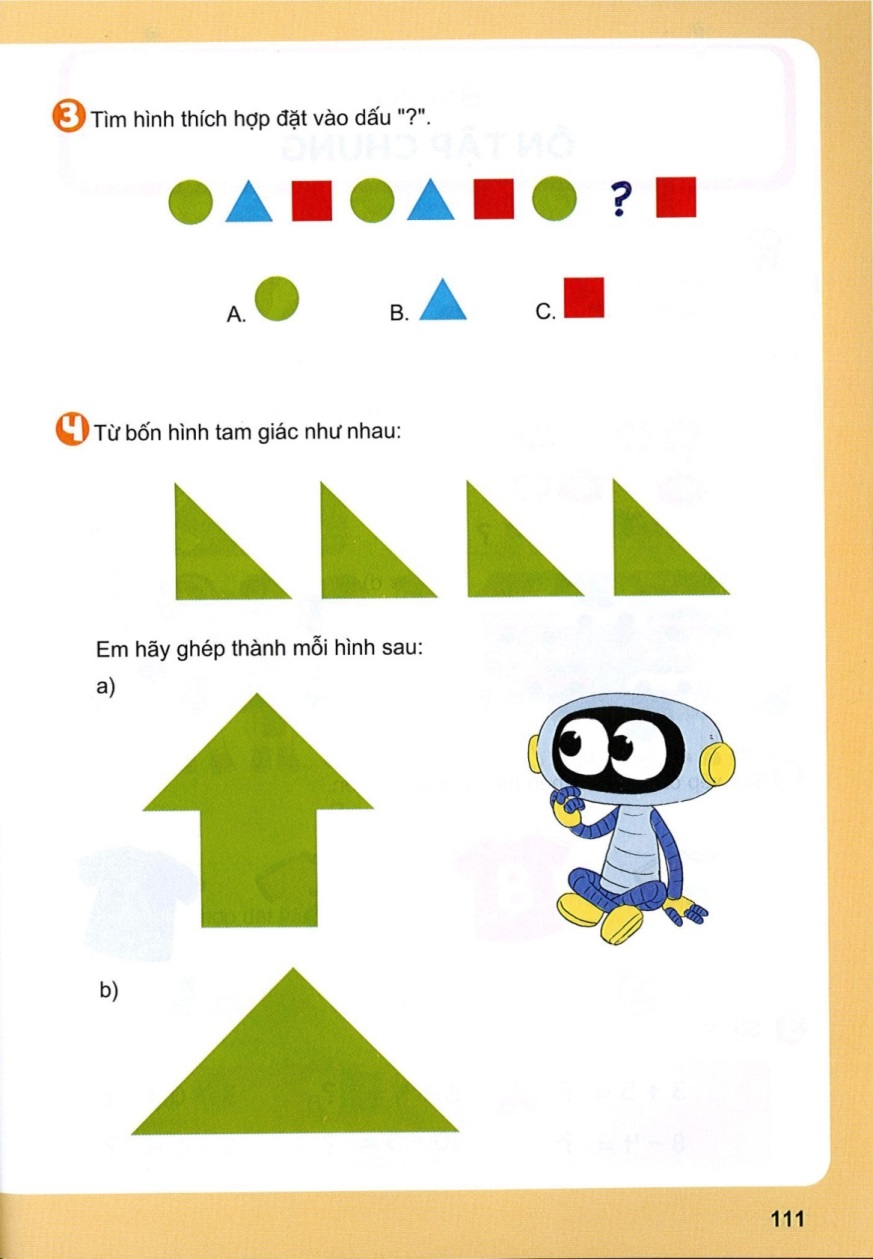 3 Tìm hình thích hợp đặt vào dấu "?".
?
A. B. C.
4 Từ bốn hình tam giác như nhau:
Em hãy ghép thành mỗi hình sau:
a)
b)
111